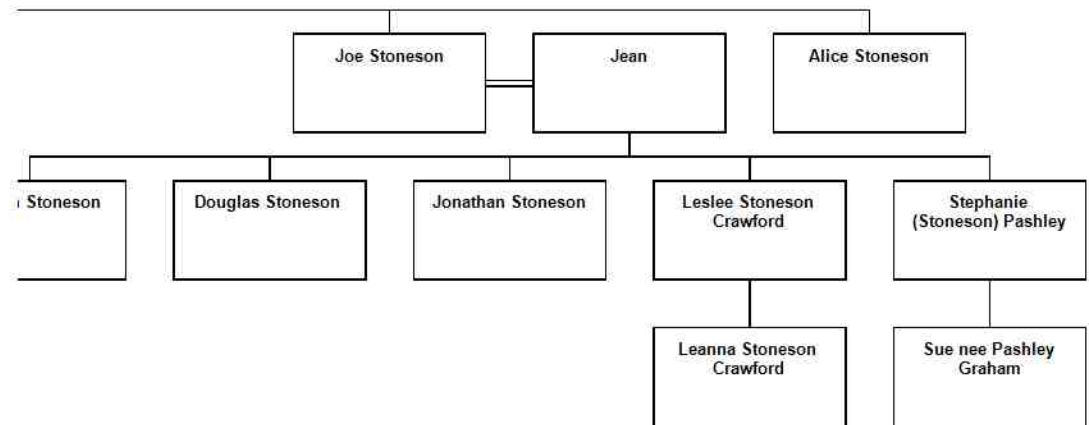 Joe Stoneson
Jean
Alice Stoneson
Stoneson
Douglas Stoneson
Jonathan Stoneson
Leslee Stoneson
Crawford
Stephanie
(Stoneson) Pashley
Leanna Stoneson
Crawford
Sue nee Pashley
Graham